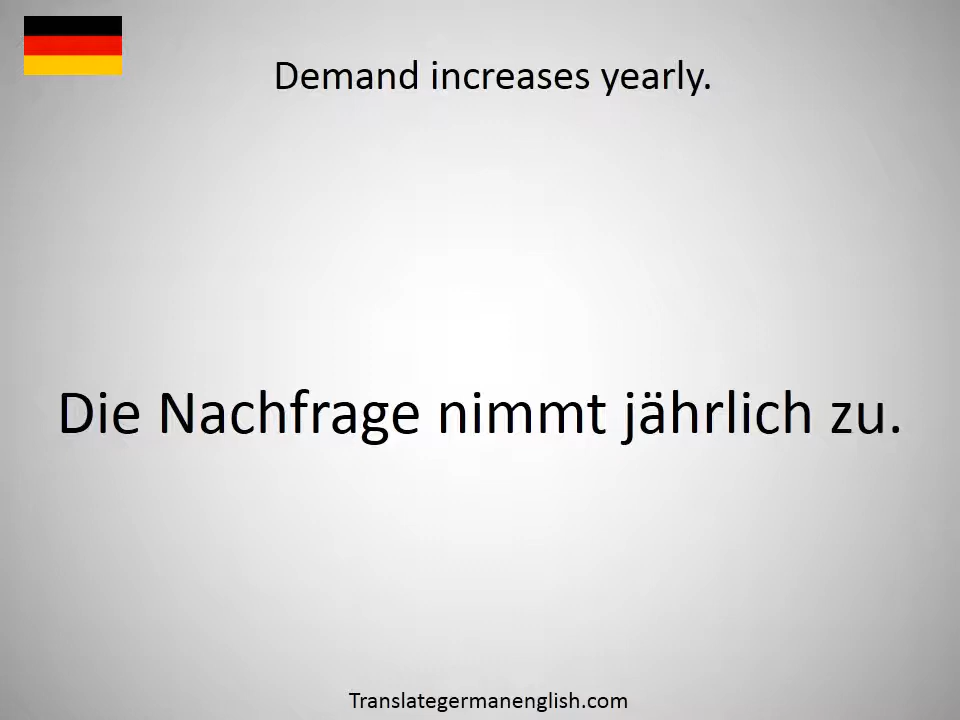 Demand increases yearly.
Die Nachfrage nimmt jährlich zu.
Translategermanenglish.com